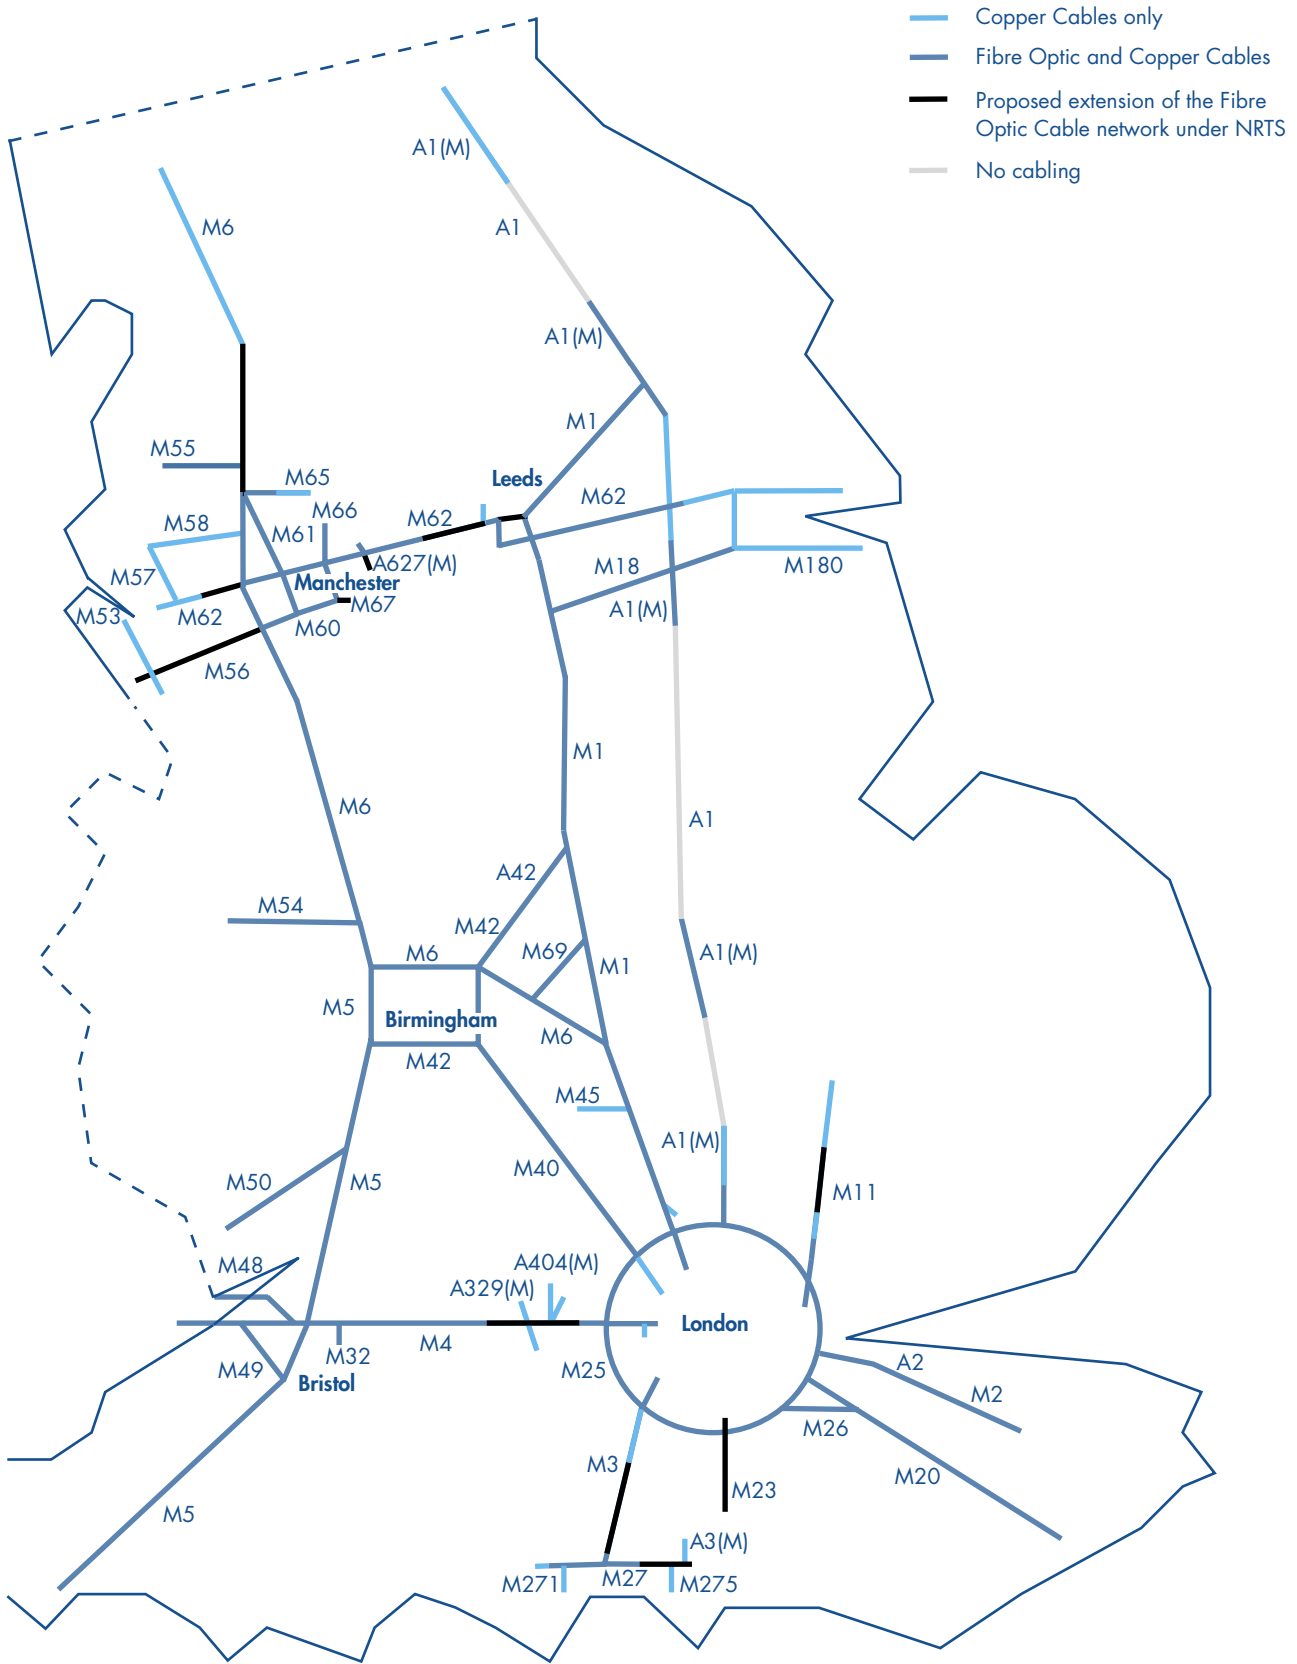 Copper Cables only
Fibre Optic and Copper Cables
Proposed extension of the Fibre
Optic Cable network under NRTS
No cabling
A1(M)
M6
A1
A1(M)
M1
M55
M65
Leeds
M62
M66
M62
M58
M61
A627(M)
M18
M180
M57
Manchester
M67
A1(M)
M53
M62
M60
M56
M1
M6
A1
A42
M54
M42
M6
M69
M1
A1(M)
M5
Birmingham
M6
M42
M45
A1(M)
M50
M5
M40
M11
M48
A404(M)
A329(M)
London
M4
M32
M49
M25
Bristol
A2
M2
M26
M3
M20
M23
M5
A3(M)
M271
M27
M275